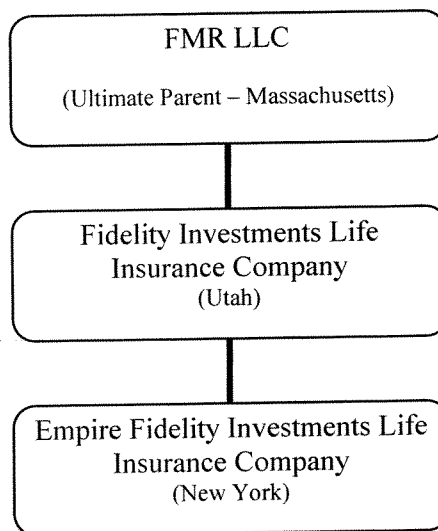 FMR LLC
(Ultimate Parent – Massachusetts)
Fidelity Investments Life
Insurance Company
(Utah)
Empire Fidelity Investments Life
Insurance Company
(New York)